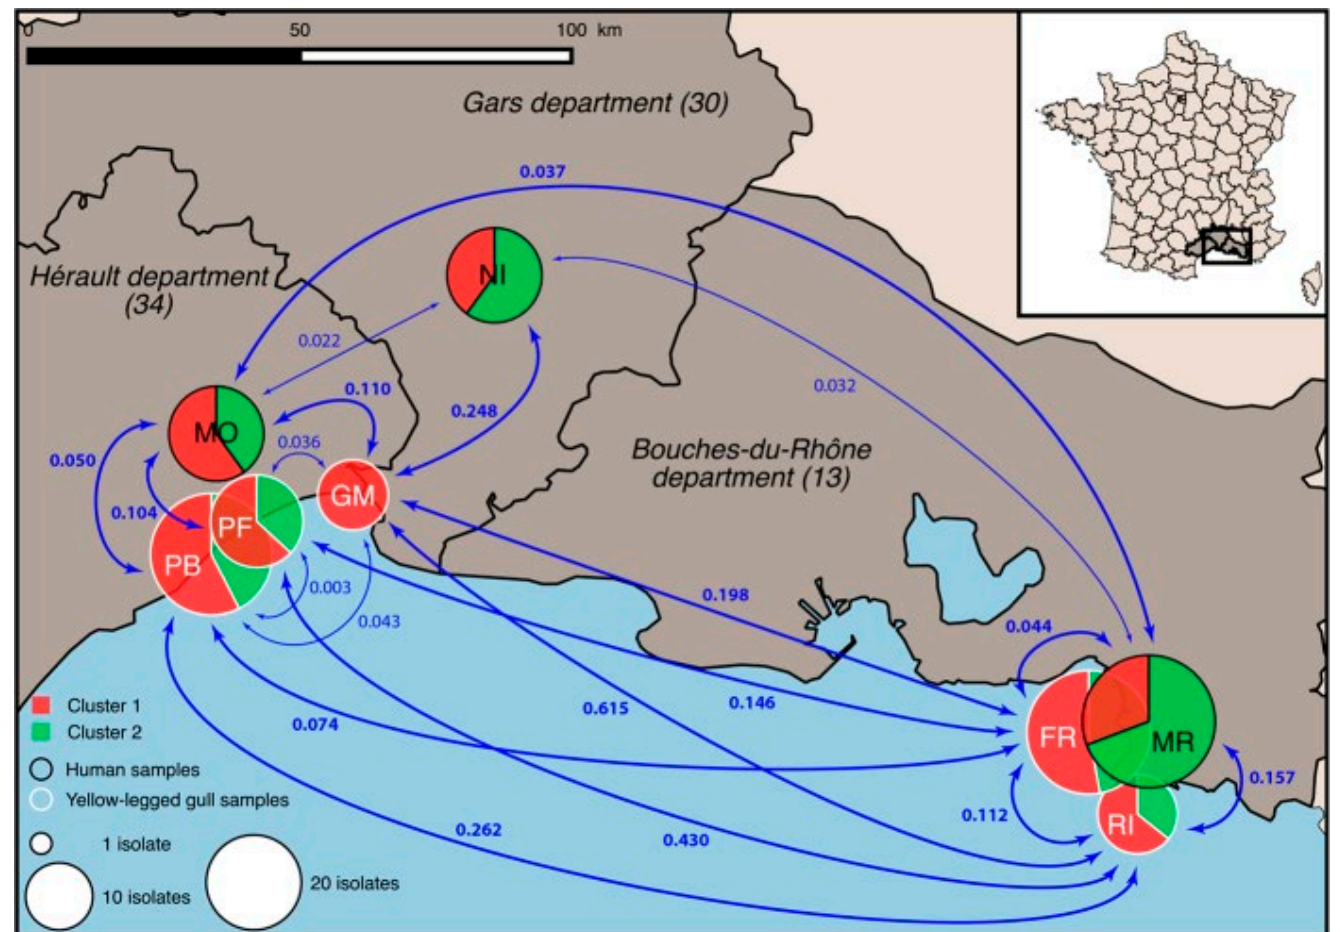 0 50 100 km
Gars department (30)
0.037
Hérault department
(34)
NI
0.022
0.032
0.110
0.248
MO
0.036
Bouches-du-Rhône
department (13)
0.050
GM
0.104
PF
PB
0.003
0.198
0.043
0.044
0.146
0.615
0.074
FR
MR
0.157
0.112
RI
0.262
0.430
Cluster 1
Cluster 2
Human samples
Yellow-legged gull samples
1 isolate
10 isolates
20 isolates